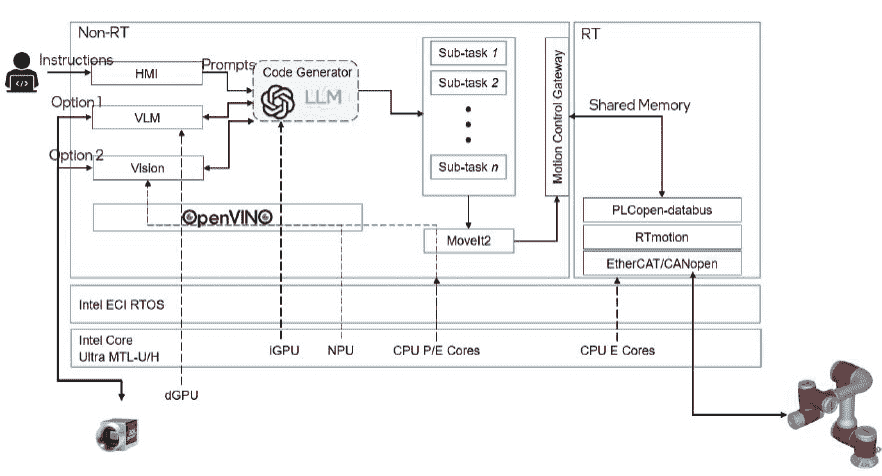 Non-RT
RT
Instructions
HMI
Prompts
Code Generator
LLM
Option 1
VLM
Option 2
Vision
OpenVINO
Sub-task 1
Sub-task 2
Sub-task n
MoveIt2
Motion Control Gateway
Shared Memory
PLCopen-databus
RTmotion
EtherCAT/CANopen
Intel ECI RTOS
Intel Core
Ultra MTL-U/H
iGPU
NPU
CPU P/E Cores
CPU E Cores
dGPU